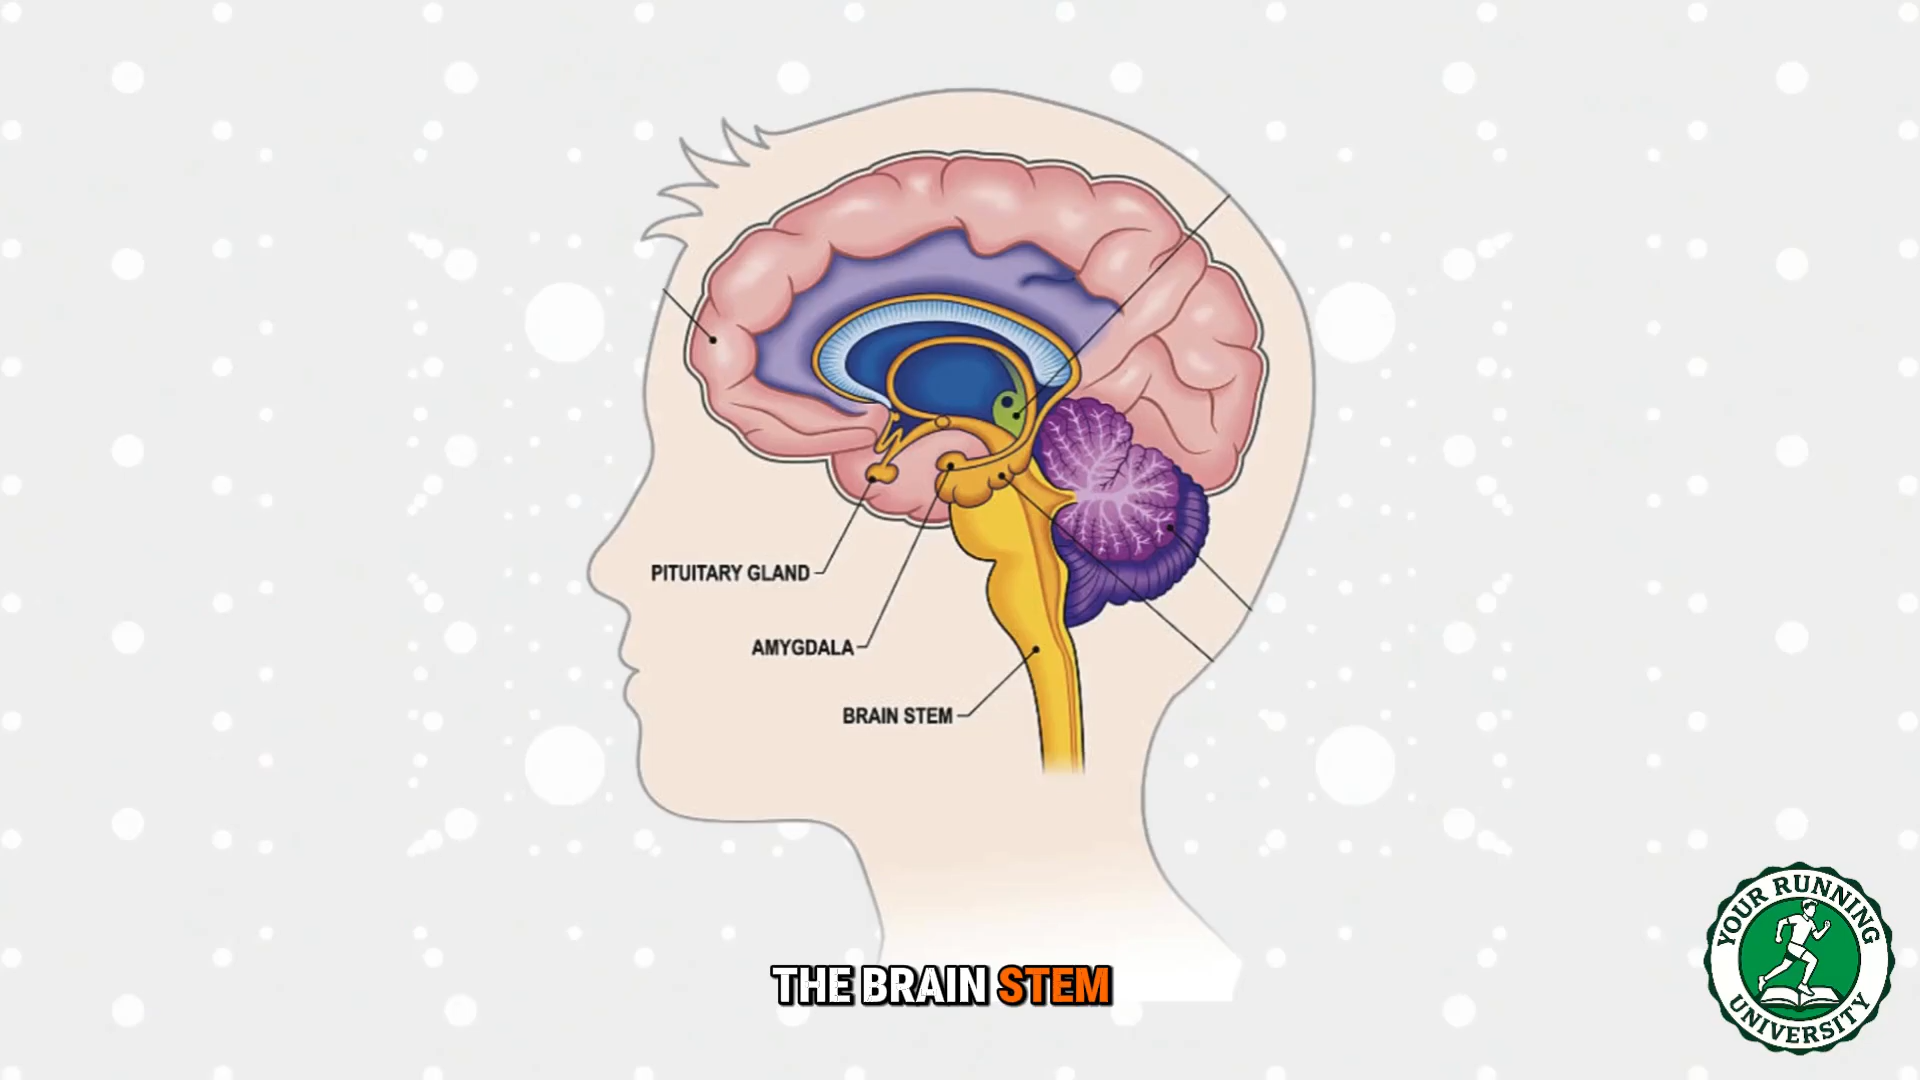 PITUITARY GLAND
AMYGDALA
BRAIN STEM
THE BRAIN STEM
YOUR RUNNING
UNIVERSITY